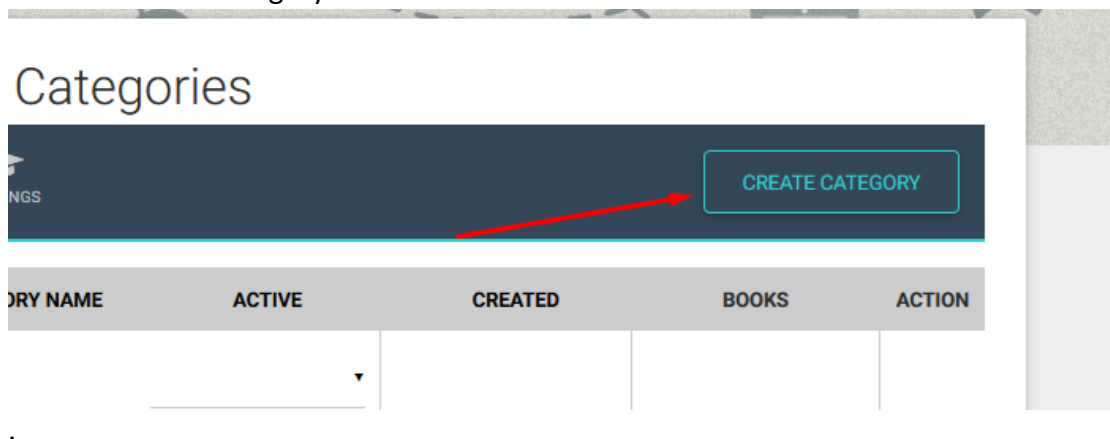 Categories
NGS
CREATE CATEGORY
ORY NAME ACTIVE CREATED BOOKS ACTION
.